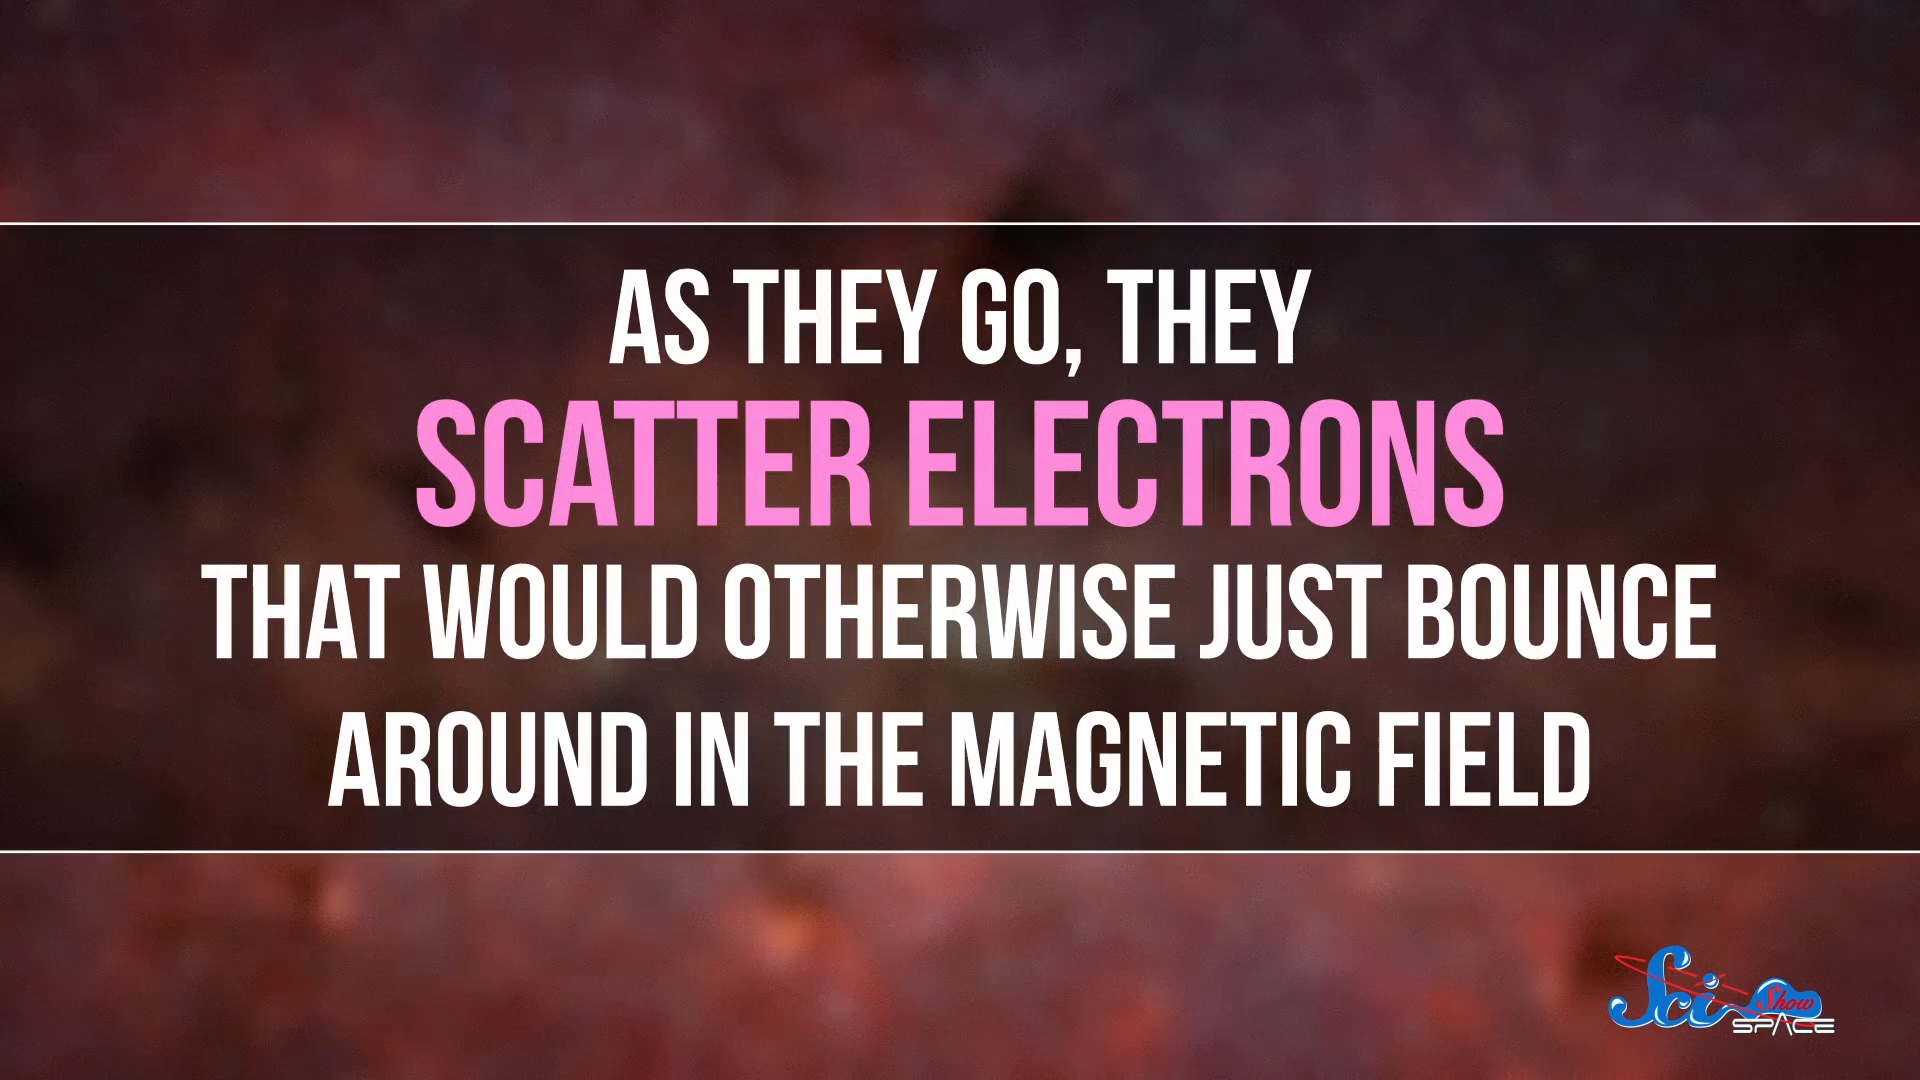 AS THEY GO, THEY
SCATTER ELECTRONS
THAT WOULD OTHERWISE JUST BOUNCE
AROUND IN THE MAGNETIC FIELD
Sci Show
SPACE